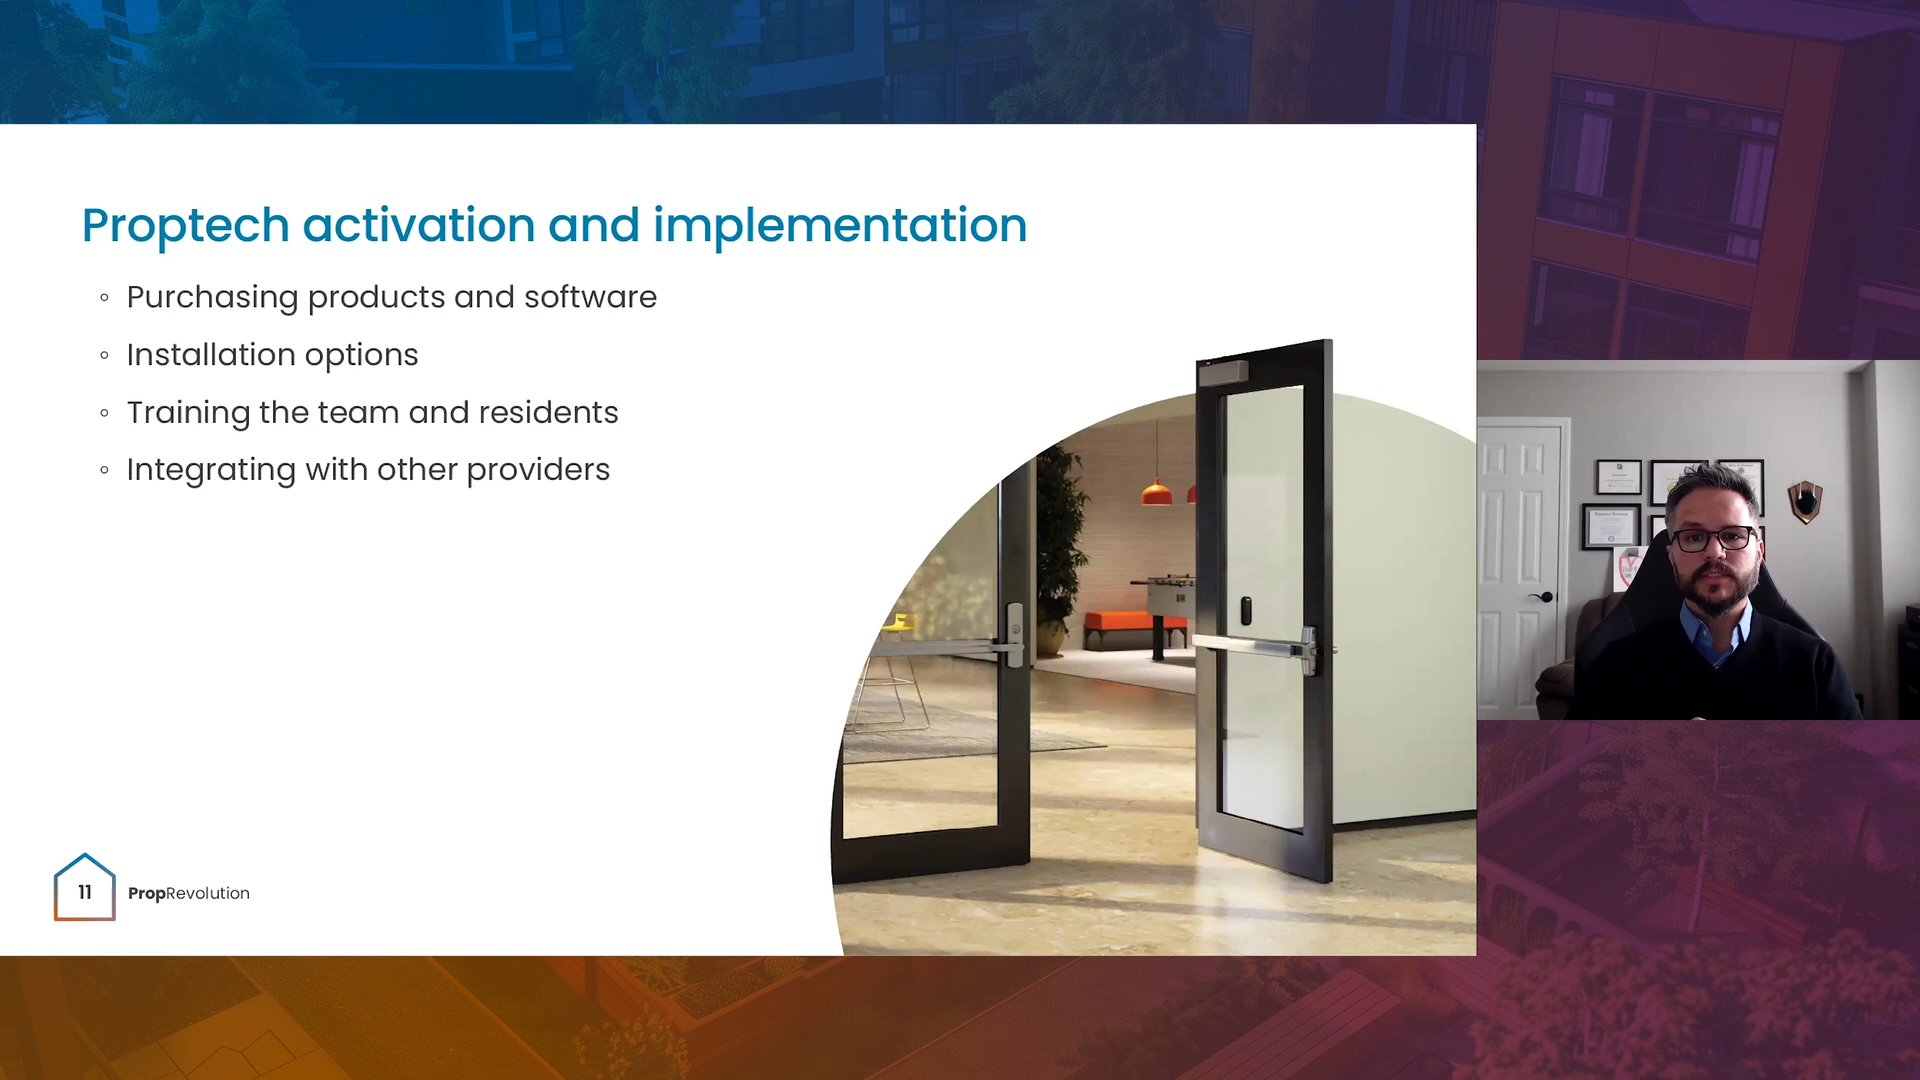 Proptech activation and implementation
◦ Purchasing products and software
◦ Installation options
◦ Training the team and residents
◦ Integrating with other providers
11
PropRevolution